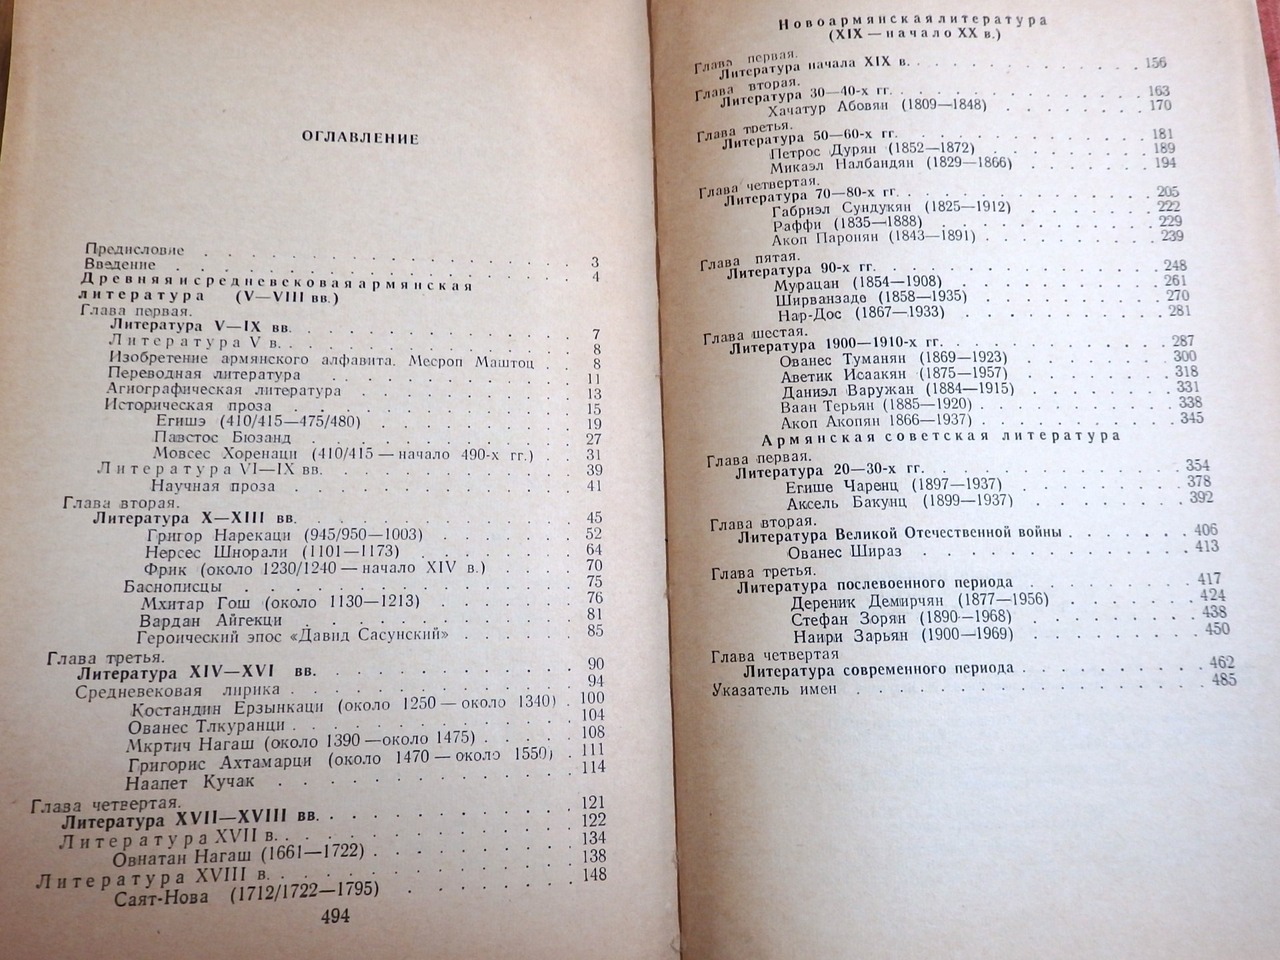 ОГЛАВЛЕНИЕ
Предисловие . . . 3
Введение . . . 4
Древняя и средневековая армянская
литература (V—VIII вв.)
Глава первая.
Литература V—IX вв. . . . 7
Литература V в. . . . 8
Изобретение армянского алфавита. Месроп Маштоц . . 8
Переводная литература . . . 11
Агиографическая литература . . . 13
Историческая проза . . . 15
Егишэ (410/415—475/480) . . . 19
Павстос Бюзанд . . . 27
Мовсес Хоренаци (410/415 — начало 490-х гг.) . . 31
Литература VI—IX вв. . . . 39
Научная проза . . . 41
Глава вторая.
Литература X—XIII вв. . . . 45
Григор Нарекаци (945/950—1003) . . . 52
Нерсес Шнорали (1101—1173) . . . 64
Фрик (около 1230/1240 — начало XIV в.) . . . 70
Баснописцы . . . 75
Мхитар Гош (около 1130—1213) . . . 76
Вардан Айгекци . . . 81
Героический эпос «Давид Сасунский» . . . 85
Глава третья.
Литература XIV—XVI вв. . . . 90
Средневековая лирика . . . 94
Костандин Ерзынкаци (около 1250 — около 1340) . 100
Ованес Тлкуранци . . . 104
Мкртич Нагаш (около 1390 — около 1475) . . . 108
Григорис Ахтамарци (около 1470 — около 1550) . 111
Наапет Кучак . . . 114
Глава четвертая. 121
Литература XVII—XVIII вв. . . . 122
Литература XVII в. . . . 134
Овнатан Нагаш (1661—1722) . . . 138
Литература XVIII в. . . . 148
Саят-Нова (1712/1722—1795) . . .
494
Новоармянская литература
(XIX — начало XX в.)
Глава первая.
Литература начала XIX в. . . . 156
Глава вторая.
Литература 30—40-х гг. . . . 163
Хачатур Абовян (1809—1848) . . . 170
Глава третья.
Литература 50—60-х гг. . . . 181
Петрос Дурян (1852—1872) . . . 189
Микаэл Налбандян (1829—1866) . . . 194
Глава четвертая.
Литература 70—80-х гг. . . . 205
Габриэл Сундукян (1825—1912) . . . 222
Раффи (1835—1888) . . . 229
Акоп Паронян (1843—1891) . . . 239
Глава пятая.
Литература 90-х гг. . . . 248
Мурацан (1854—1908) . . . 261
Ширванзаде (1858—1935) . . . 270
Нар-Дос (1867—1933) . . . 281
Глава шестая.
Литература 1900—1910-х гг. . . . 287
Ованес Туманян (1869—1923) . . . 300
Аветик Исаакян (1875—1957) . . . 318
Даниэл Варужан (1884—1915) . . . 331
Ваан Терьян (1885—1920) . . . 338
Акоп Акопян 1866—1937) . . . 345
Армянская советская литература
Глава первая.
Литература 20—30-х гг. . . . 354
Егише Чаренц (1897—1937) . . . 378
Аксель Бакунц (1899—1937) . . . 392
Глава вторая.
Литература Великой Отечественной войны . . . 406
Ованес Шираз . . . 413
Глава третья.
Литература послевоенного периода . . . 417
Дереник Демирчян (1877—1956) . . . 424
Стефан Зорян (1890—1968) . . . 438
Наири Зарьян (1900—1969) . . . 450
Глава четвертая
Литература современного периода . . . 462
Указатель имен . . . 485